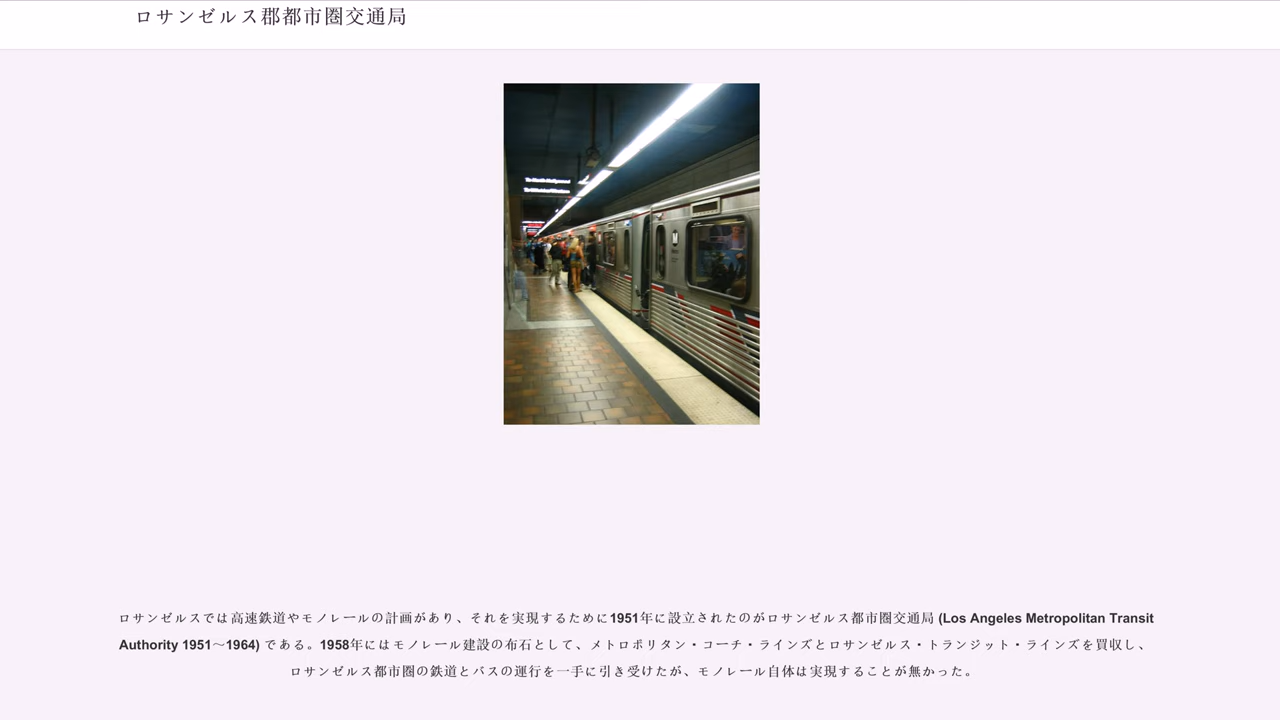 ロサンゼルス郡都市圏交通局
M
ロサンゼルスでは高速鉄道やモノレールの計画があり、それを実現するために1951年に設立されたのがロサンゼルス都市圏交通局 (Los Angeles Metropolitan Transit
Authority 1951〜1964) である。1958年にはモノレール建設の布石として、メトロポリタン・コーチ・ラインズとロサンゼルス・トランジット・ラインズを買収し、
ロサンゼルス都市圏の鉄道とバスの運行を一手に引き受けたが、モノレール自体は実現することが無かった。